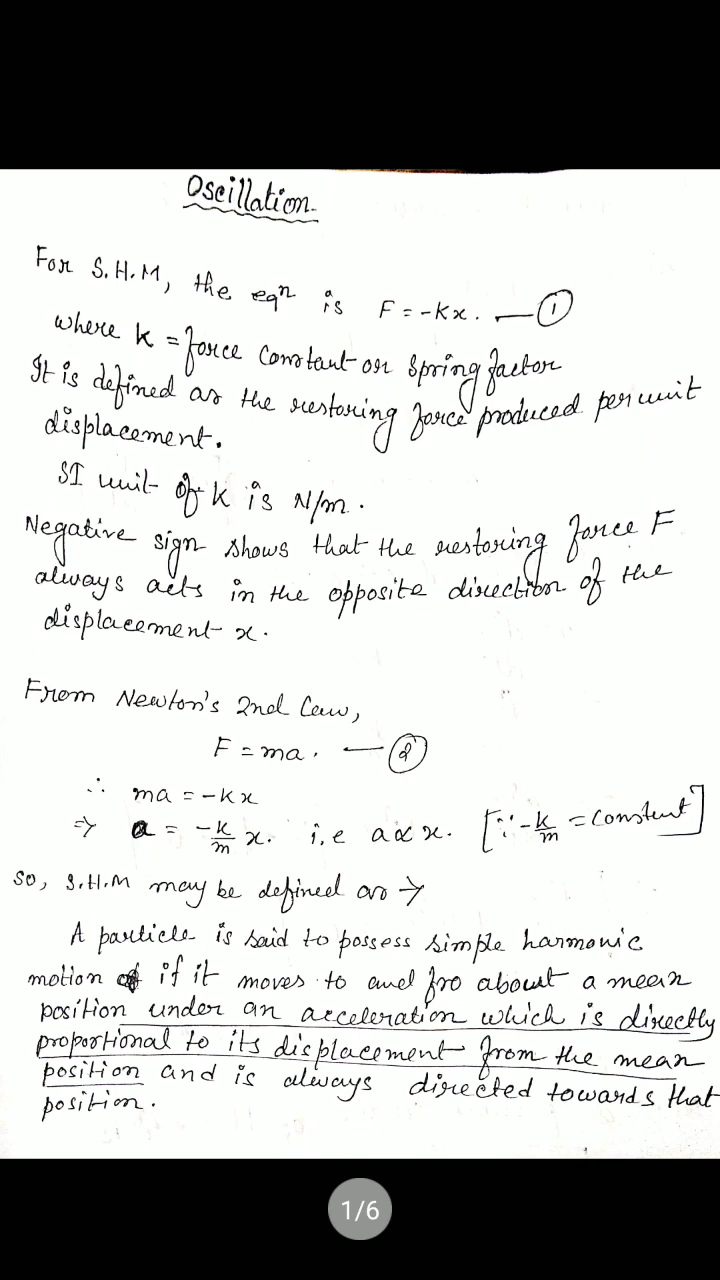 Oscillation.
For S.H.M, the eqn is F = -Kx. — ①
where K = force constant or spring factor
It is defined as the restoring force produced per unit
displacement.
SI unit of K is N/m.
Negative sign shows that the restoring force F
always acts in the opposite direction of the
displacement x.
From Newton's 2nd Law,
F = ma. — ②
∴ ma = -Kx
⇒ a = -k/m x. i.e a ∝ x. [∵ -k/m = constant]
So, S.H.M may be defined as →
A particle is said to possess simple harmonic
motion if it moves to and fro about a mean
position under an acceleration which is directly
proportional to its displacement from the mean
position and is always directed towards that
position.
1/6